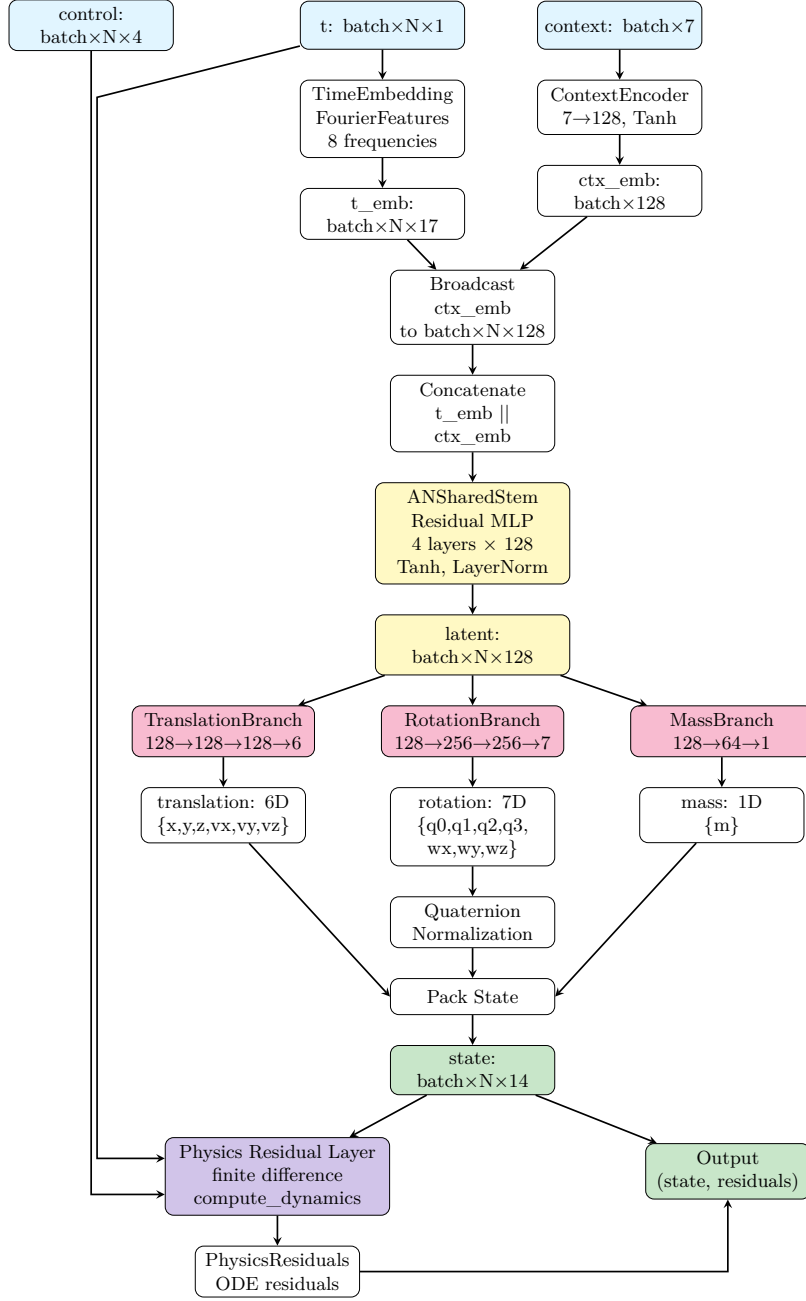 control:
batch×N×4
t: batch×N×1
context: batch×7
TimeEmbedding
FourierFeatures
8 frequencies
ContextEncoder
7→128, Tanh
t_emb:
batch×N×17
ctx_emb:
batch×128
Broadcast
ctx_emb
to batch×N×128
Concatenate
t_emb ||
ctx_emb
ANSharedStem
Residual MLP
4 layers × 128
Tanh, LayerNorm
latent:
batch×N×128
TranslationBranch
128→128→128→6
RotationBranch
128→256→256→7
MassBranch
128→64→1
translation: 6D
{x,y,z,vx,vy,vz}
rotation: 7D
{q0,q1,q2,q3,
wx,wy,wz}
mass: 1D
{m}
Quaternion
Normalization
Pack State
state:
batch×N×14
Physics Residual Layer
finite difference
compute_dynamics
Output
(state, residuals)
PhysicsResiduals
ODE residuals